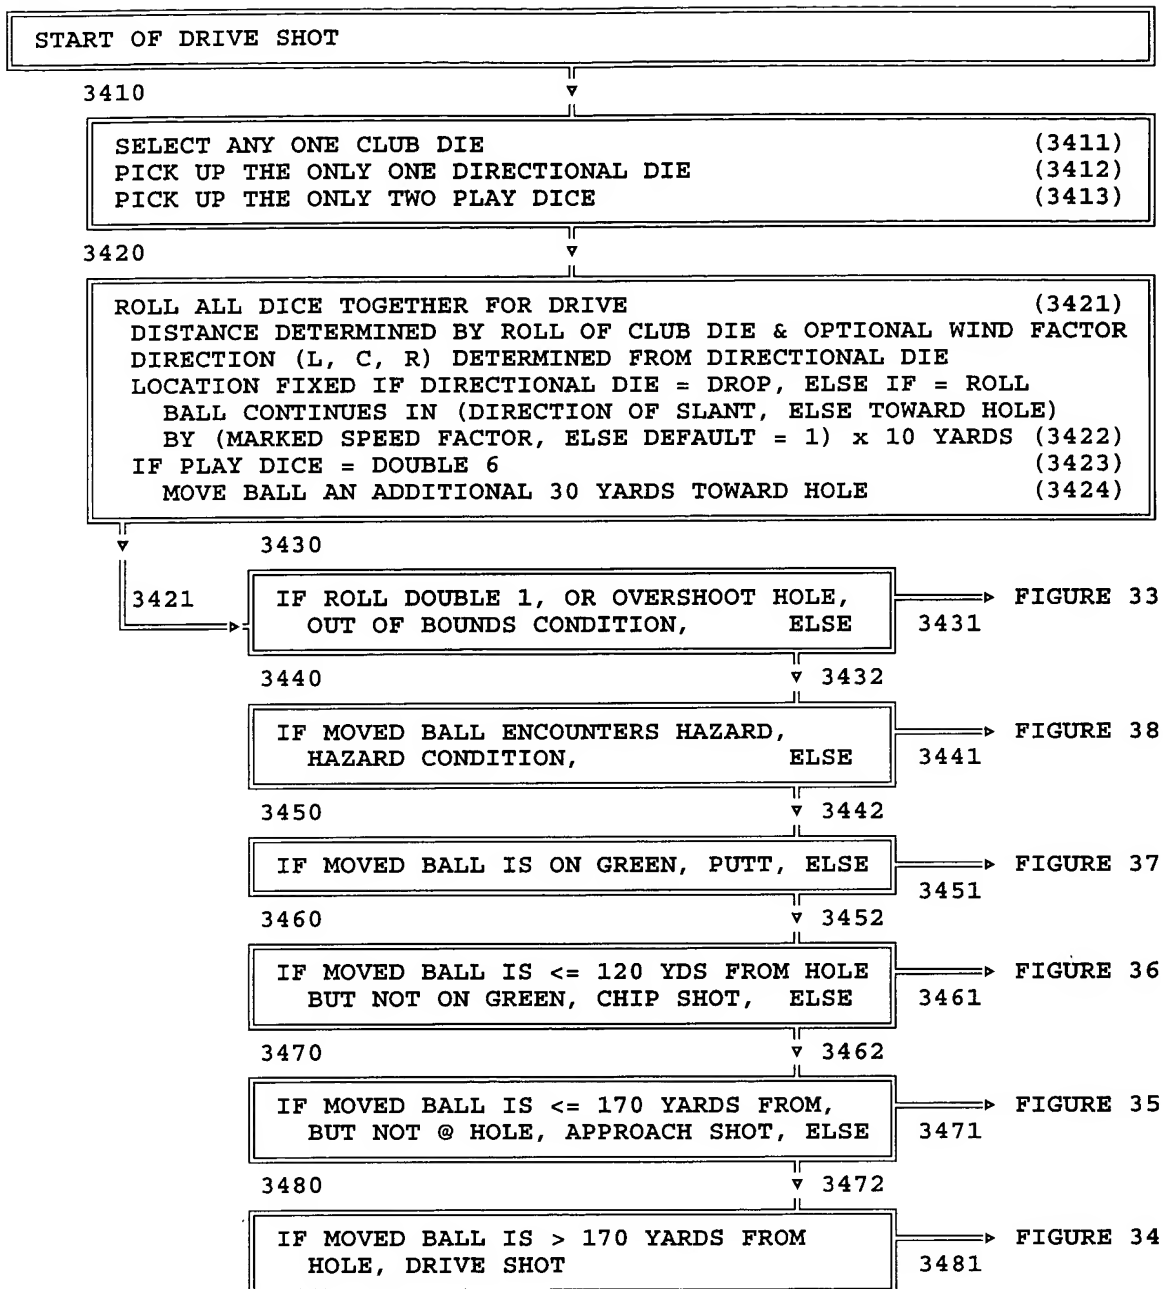 START OF DRIVE SHOT
3410
SELECT ANY ONE CLUB DIE (3411)
PICK UP THE ONLY ONE DIRECTIONAL DIE (3412)
PICK UP THE ONLY TWO PLAY DICE (3413)
3420
ROLL ALL DICE TOGETHER FOR DRIVE (3421)
DISTANCE DETERMINED BY ROLL OF CLUB DIE & OPTIONAL WIND FACTOR
DIRECTION (L, C, R) DETERMINED FROM DIRECTIONAL DIE
LOCATION FIXED IF DIRECTIONAL DIE = DROP, ELSE IF = ROLL
BALL CONTINUES IN (DIRECTION OF SLANT, ELSE TOWARD HOLE)
BY (MARKED SPEED FACTOR, ELSE DEFAULT = 1) x 10 YARDS (3422)
IF PLAY DICE = DOUBLE 6 (3423)
MOVE BALL AN ADDITIONAL 30 YARDS TOWARD HOLE (3424)
3430
3421
IF ROLL DOUBLE 1, OR OVERSHOOT HOLE,
OUT OF BOUNDS CONDITION, ELSE
FIGURE 33
3431
3440
3432
IF MOVED BALL ENCOUNTERS HAZARD,
HAZARD CONDITION, ELSE
FIGURE 38
3441
3450
3442
IF MOVED BALL IS ON GREEN, PUTT, ELSE
FIGURE 37
3451
3460
3452
IF MOVED BALL IS <= 120 YDS FROM HOLE
BUT NOT ON GREEN, CHIP SHOT, ELSE
FIGURE 36
3461
3470
3462
IF MOVED BALL IS <= 170 YARDS FROM,
BUT NOT @ HOLE, APPROACH SHOT, ELSE
FIGURE 35
3471
3480
3472
IF MOVED BALL IS > 170 YARDS FROM
HOLE, DRIVE SHOT
FIGURE 34
3481